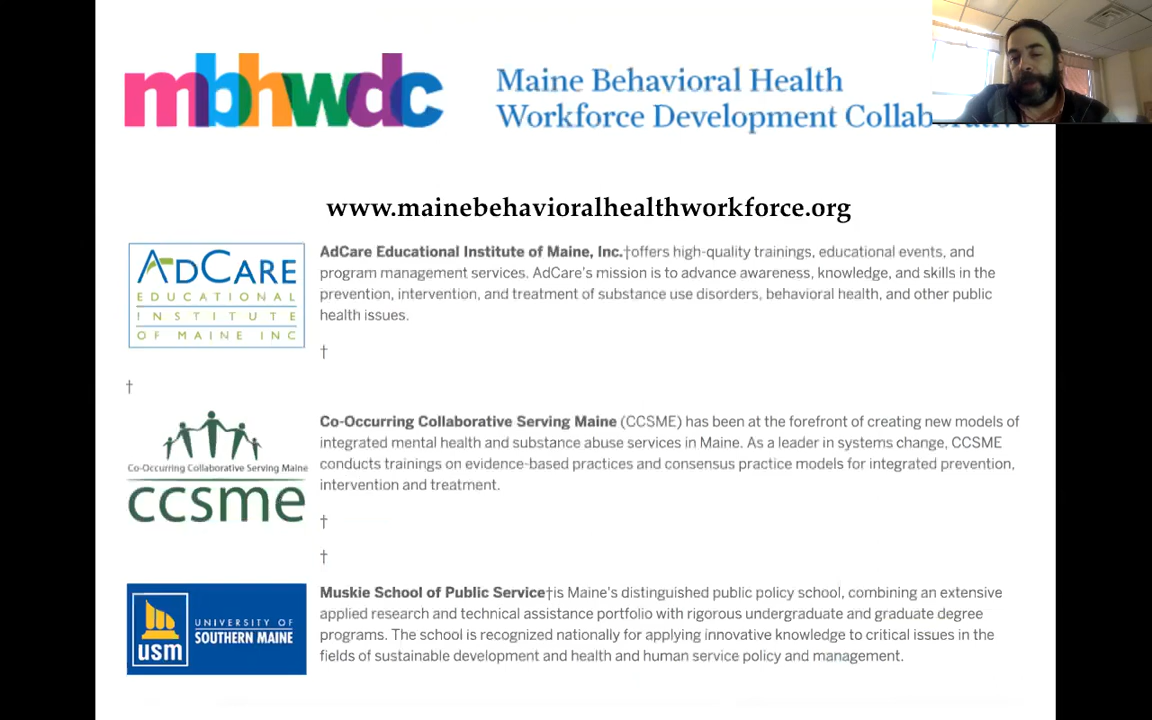 mbhwdc
Maine Behavioral Health
Workforce Development Collaborative
www.mainebehavioralhealthworkforce.org
ADCARE
EDUCATIONAL
INSTITUTE
OF MAINE INC
AdCare Educational Institute of Maine, Inc.†offers high-quality trainings, educational events, and
program management services. AdCare's mission is to advance awareness, knowledge, and skills in the
prevention, intervention, and treatment of substance use disorders, behavioral health, and other public
health issues.
†
†
Co-Occurring Collaborative Serving Maine
ccsme
Co-Occurring Collaborative Serving Maine (CCSME) has been at the forefront of creating new models of
integrated mental health and substance abuse services in Maine. As a leader in systems change, CCSME
conducts trainings on evidence-based practices and consensus practice models for integrated prevention,
intervention and treatment.
†
†
UNIVERSITY OF
SOUTHERN MAINE
usm
Muskie School of Public Service†is Maine's distinguished public policy school, combining an extensive
applied research and technical assistance portfolio with rigorous undergraduate and graduate degree
programs. The school is recognized nationally for applying innovative knowledge to critical issues in the
fields of sustainable development and health and human service policy and management.